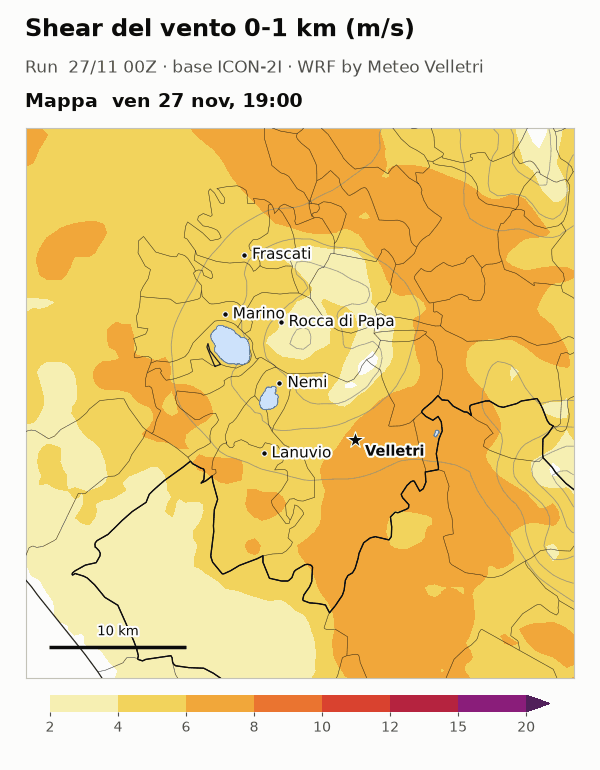 Shear del vento 0-1 km (m/s)
Run  27/11 00Z · base ICON-2I · WRF by Meteo Velletri
Mappa  ven 27 nov, 19:00
Frascati
Marino
Rocca di Papa
Nemi
Velletri
Lanuvio
10 km
2 4 6 8 10 12 15 20